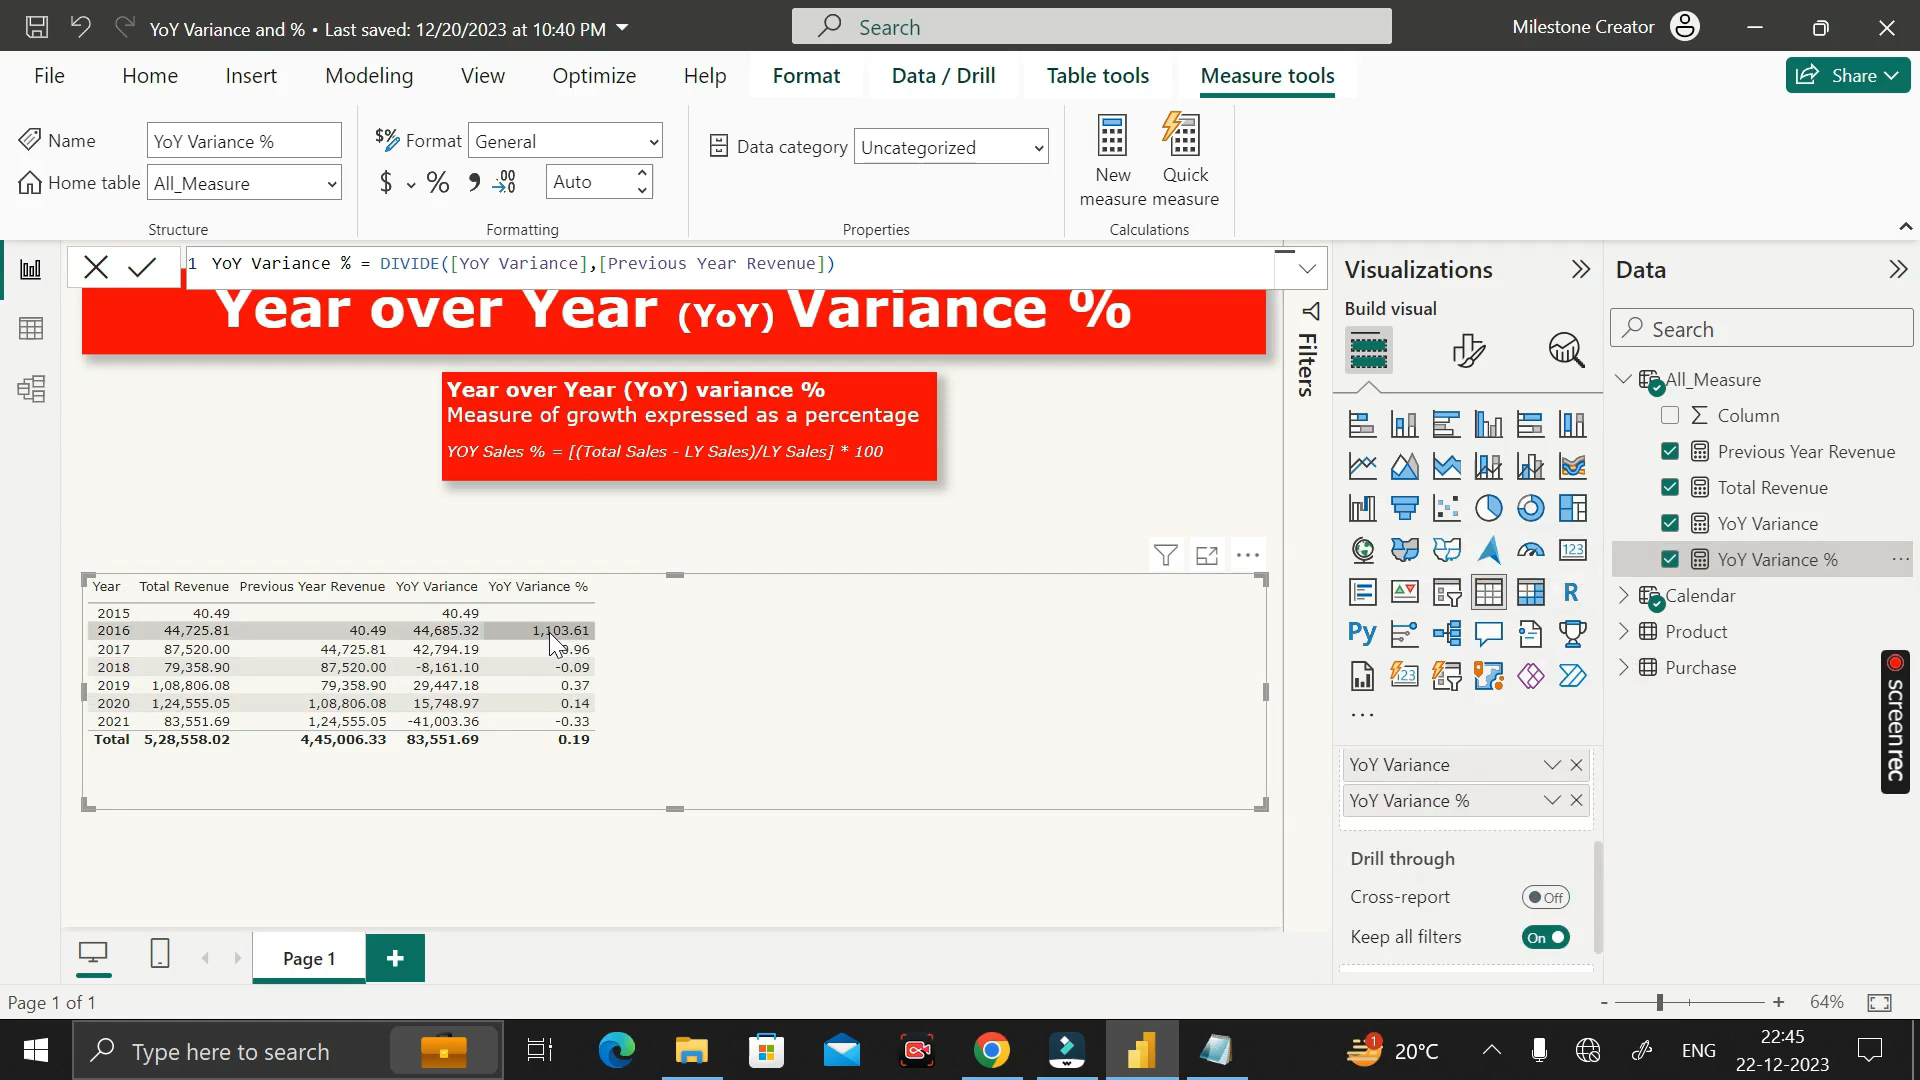 YoY Variance and % • Last saved: 12/20/2023 at 10:40 PM
Search
Milestone Creator
File Home Insert Modeling View Optimize Help Format Data / Drill Table tools Measure tools
Share
Name YoY Variance %
Home table All_Measure
Structure
$% Format General
$ % 9 .00 Auto
Formatting
Data category Uncategorized
Properties
New measure
Quick measure
Calculations
1 YoY Variance % = DIVIDE([YoY Variance],[Previous Year Revenue])
Year over Year (YoY) Variance %
Year over Year (YoY) variance %
Measure of growth expressed as a percentage
YOY Sales % = [(Total Sales - LY Sales)/LY Sales] * 100
Year Total Revenue Previous Year Revenue YoY Variance YoY Variance %
2015 40.49 40.49
2016 44,725.81 40.49 44,685.32 1,103.61
2017 87,520.00 44,725.81 42,794.19 .96
2018 79,358.90 87,520.00 -8,161.10 -0.09
2019 1,08,806.08 79,358.90 29,447.18 0.37
2020 1,24,555.05 1,08,806.08 15,748.97 0.14
2021 83,551.69 1,24,555.05 -41,003.36 -0.33
Total 5,28,558.02 4,45,006.33 83,551.69 0.19
Filters
Visualizations
Build visual
123
R
Py
123
YoY Variance
YoY Variance %
Drill through
Cross-report Off
Keep all filters On
Data
Search
All_Measure
Column
Previous Year Revenue
Total Revenue
YoY Variance
YoY Variance %
Calendar
Product
Purchase
screen rec
Page 1
Page 1 of 1
- + 64%
Type here to search
1 20°C
ENG
22:45
22-12-2023